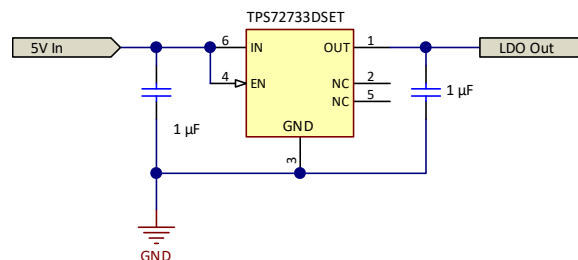 TPS72733DSET
5V In
6
IN
OUT
1
LDO Out
4
EN
NC
2
NC
5
1 µF
1 µF
GND
3
GND